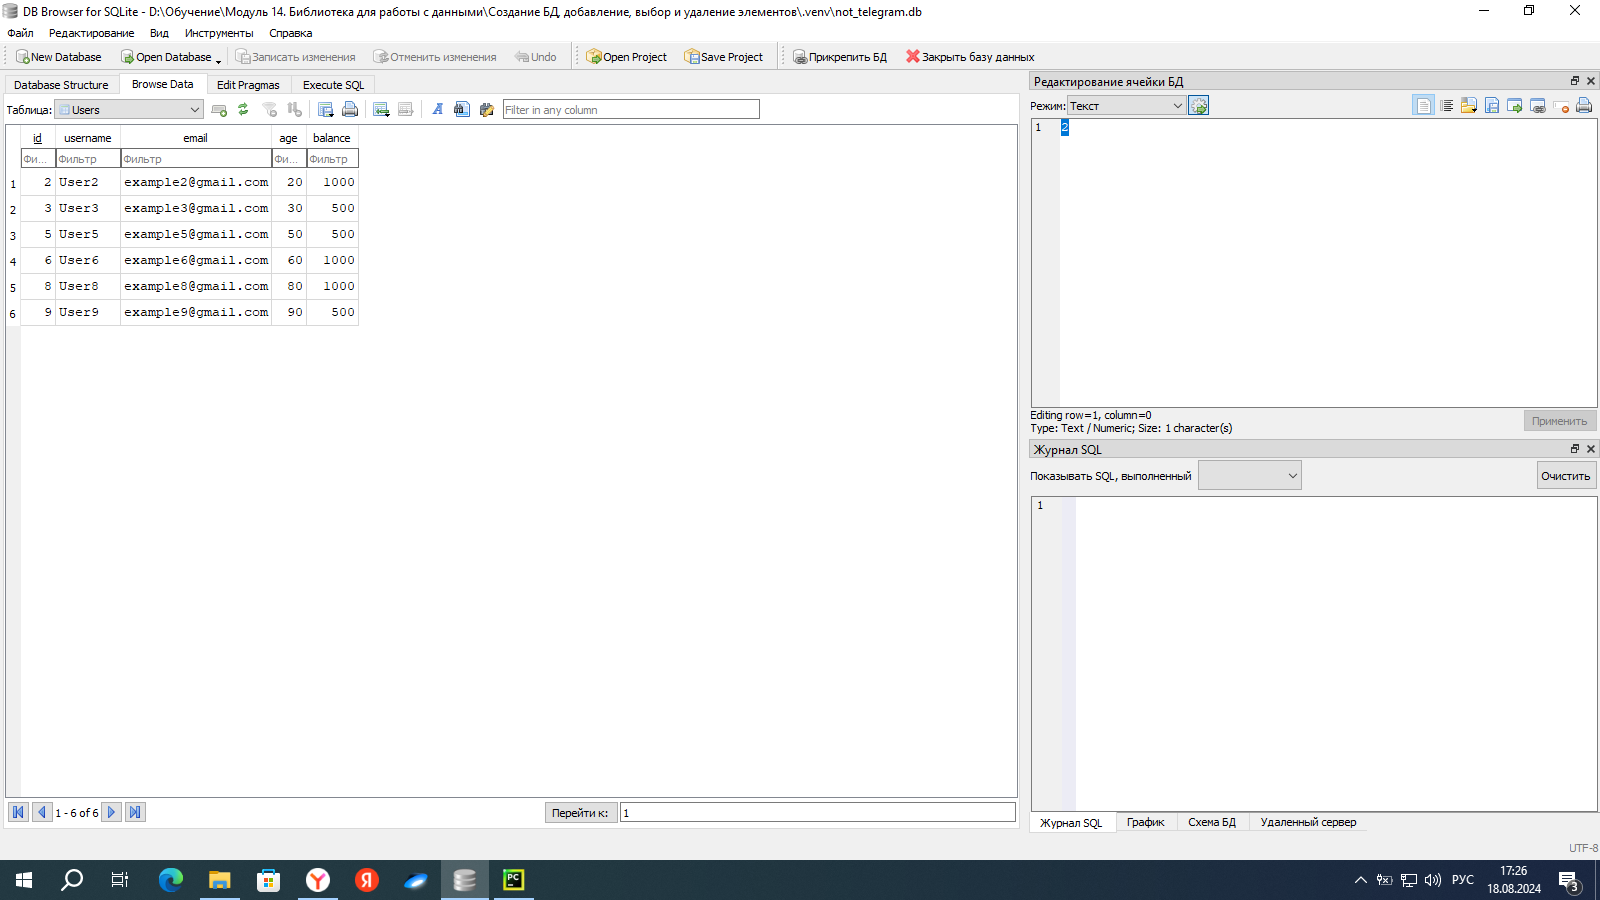 DB Browser for SQLite - D:\Обучение\Модуль 14. Библиотека для работы с данными\Создание БД, добавление, выбор и удаление элементов\.venv\not_telegram.db
Файл Редактирование Вид Инструменты Справка
New Database Open Database Записать изменения Отменить изменения Undo Open Project Save Project Прикрепить БД Закрыть базу данных
Database Structure Browse Data Edit Pragmas Execute SQL
Таблица: Users Filter in any column
id username email age balance
Фи... Фильтр Фильтр Фи... Фильтр
1 2 User2 example2@gmail.com 20 1000
2 3 User3 example3@gmail.com 30 500
3 5 User5 example5@gmail.com 50 500
4 6 User6 example6@gmail.com 60 1000
5 8 User8 example8@gmail.com 80 1000
6 9 User9 example9@gmail.com 90 500
1 - 6 of 6 Перейти к: 1
Редактирование ячейки БД
Режим: Текст
1 2
1
Editing row=1, column=0
Type: Text / Numeric; Size: 1 character(s)
Применить
Журнал SQL
Показывать SQL, выполненный Очистить
1
Журнал SQL График Схема БД Удаленный сервер
UTF-8
РУС
17:26
18.08.2024
3